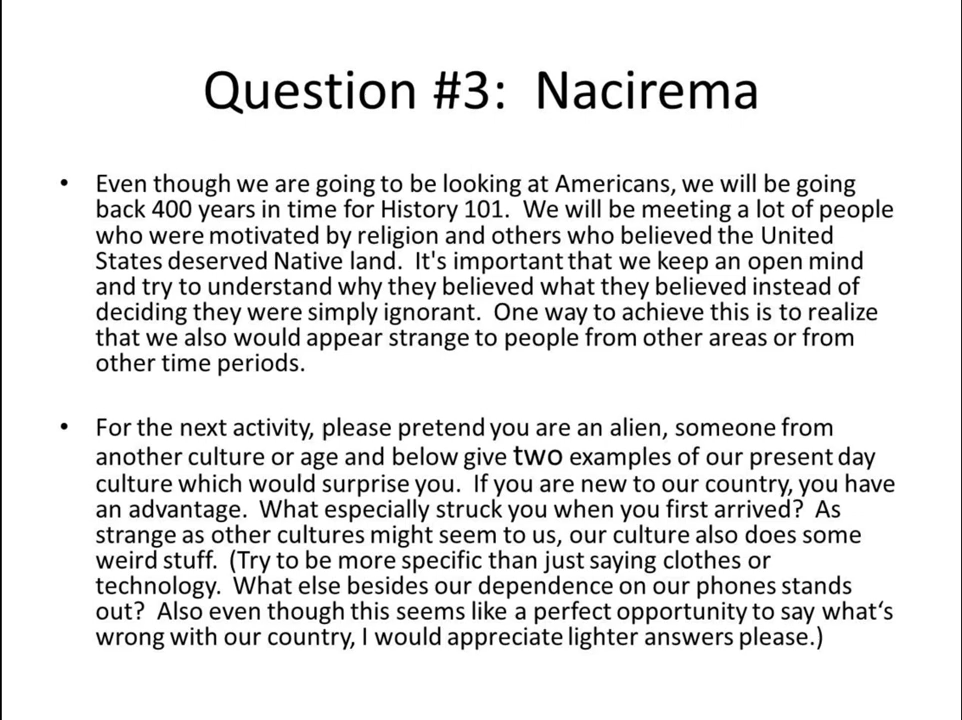 Question #3:  Nacirema
• Even though we are going to be looking at Americans, we will be going
back 400 years in time for History 101.  We will be meeting a lot of people
who were motivated by religion and others who believed the United
States deserved Native land.  It's important that we keep an open mind
and try to understand why they believed what they believed instead of
deciding they were simply ignorant.  One way to achieve this is to realize
that we also would appear strange to people from other areas or from
other time periods.
• For the next activity, please pretend you are an alien, someone from
another culture or age and below give two examples of our present day
culture which would surprise you.  If you are new to our country, you have
an advantage.  What especially struck you when you first arrived?  As
strange as other cultures might seem to us, our culture also does some
weird stuff.  (Try to be more specific than just saying clothes or
technology.  What else besides our dependence on our phones stands
out?  Also even though this seems like a perfect opportunity to say what‘s
wrong with our country, I would appreciate lighter answers please.)